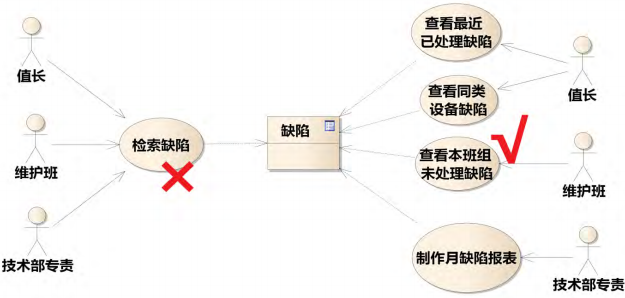 值长
维护班
技术部专责
检索缺陷
缺陷
查看最近
已处理缺陷
查看同类
设备缺陷
查看本班组
未处理缺陷
制作月缺陷报表
值长
维护班
技术部专责